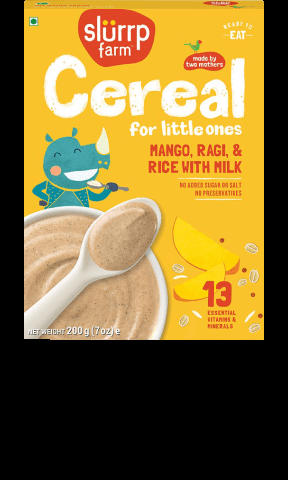 slurrp
farm
READY TO
EAT
made by
two mothers
Cereal
for little ones
MANGO, RAGI, &
RICE WITH MILK
NO ADDED SUGAR OR SALT
NO PRESERVATIVES
13
ESSENTIAL
VITAMINS &
MINERALS
NET WEIGHT 200g (7oz) e